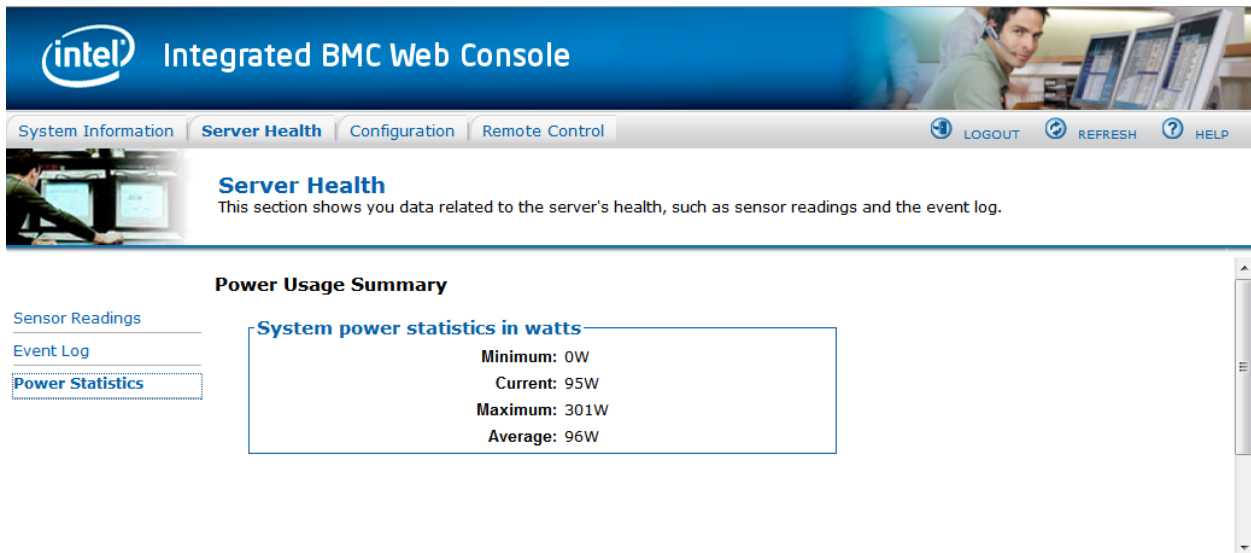 intel Integrated BMC Web Console
System Information Server Health Configuration Remote Control LOGOUT REFRESH ? HELP
Server Health
This section shows you data related to the server's health, such as sensor readings and the event log.
Power Usage Summary
Sensor Readings
Event Log
Power Statistics
System power statistics in watts
Minimum: 0W
Current: 95W
Maximum: 301W
Average: 96W